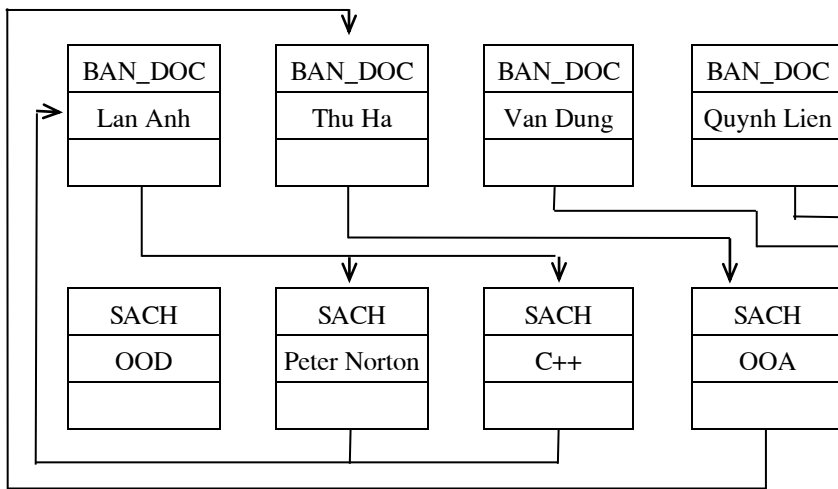 BAN_DOC
Lan Anh
BAN_DOC
Thu Ha
BAN_DOC
Van Dung
BAN_DOC
Quynh Lien
SACH
OOD
SACH
Peter Norton
SACH
C++
SACH
OOA